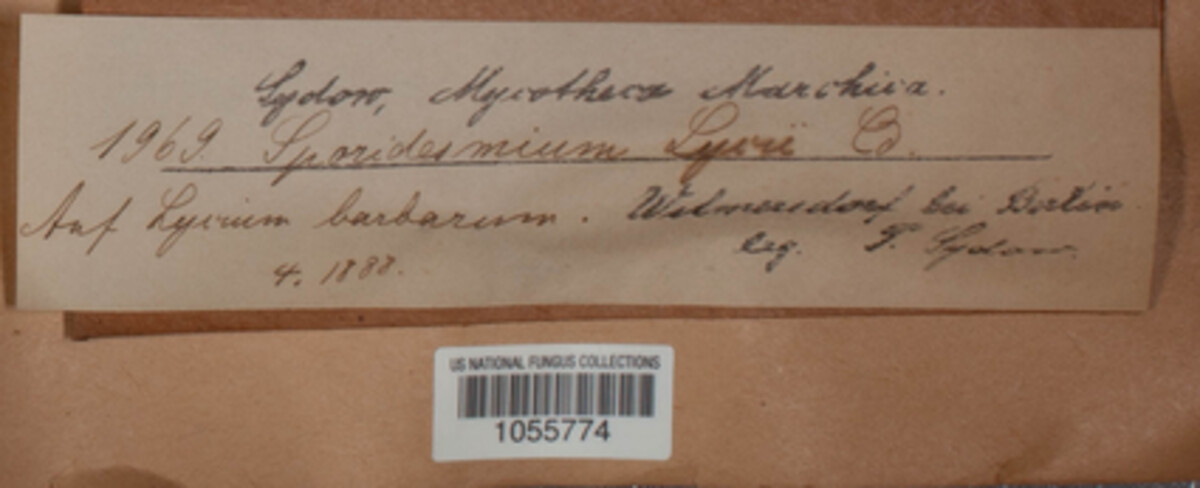 Sydow, Mycotheca Marchica.
1969. Sporidesmium Lycii
Auf Lycium barbarum. Wilmersdorf bei Berlin
4. 1888. leg. P. Sydow.
US NATIONAL FUNGUS COLLECTIONS
1055774